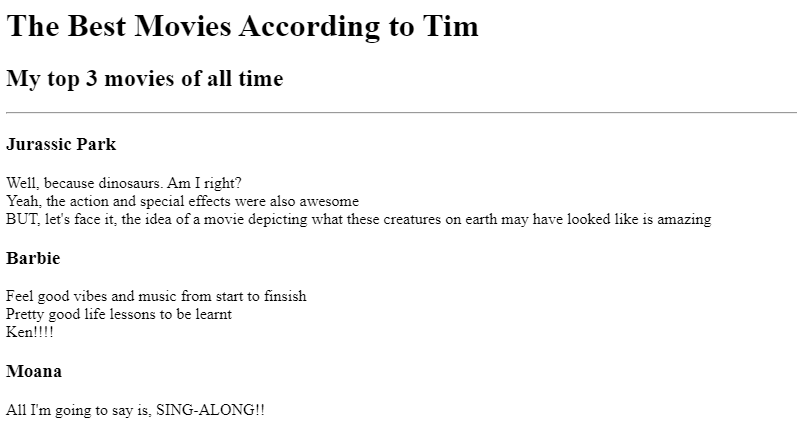 The Best Movies According to Tim
My top 3 movies of all time
Jurassic Park
Well, because dinosaurs. Am I right?
Yeah, the action and special effects were also awesome
BUT, let's face it, the idea of a movie depicting what these creatures on earth may have looked like is amazing
Barbie
Feel good vibes and music from start to finsish
Pretty good life lessons to be learnt
Ken!!!!
Moana
All I'm going to say is, SING-ALONG!!